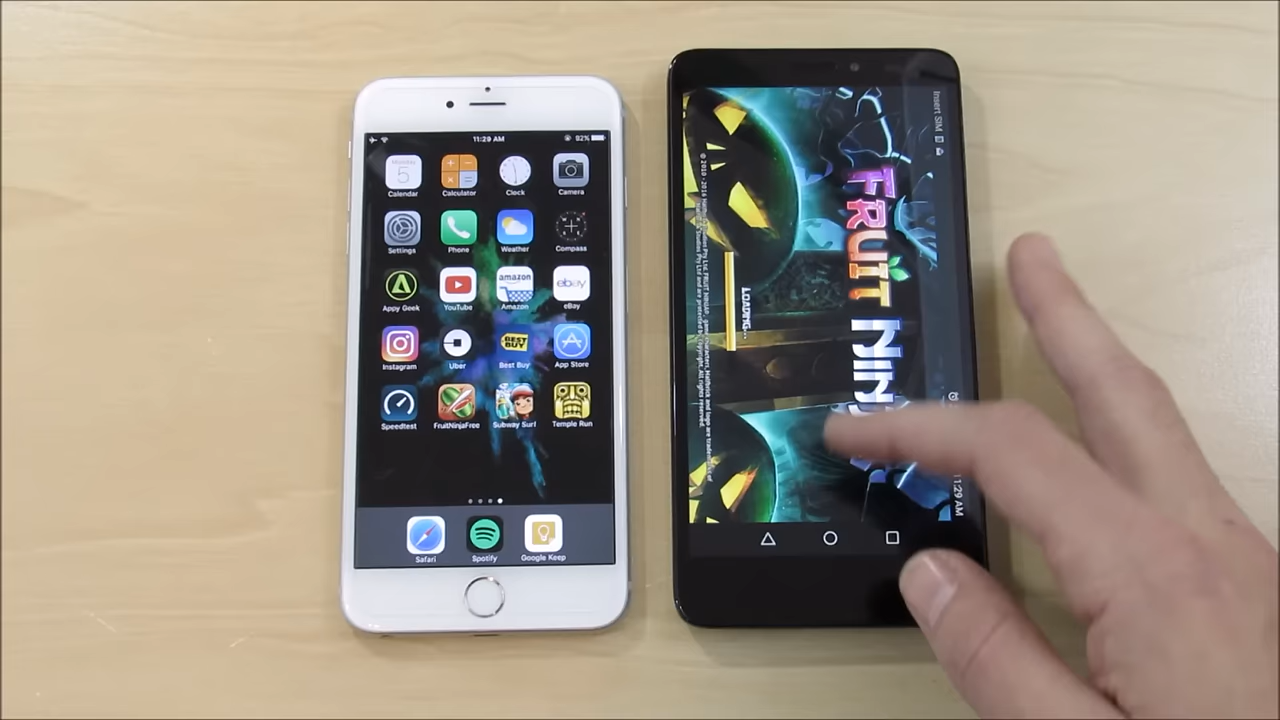 11:29 AM 92%
Monday
5
Calendar Calculator Clock Camera
Settings Phone Weather Compass
amazon ebay
Appy Geek YouTube Amazon eBay
BEST BUY
Instagram Uber Best Buy App Store
Speedtest FruitNinjaFree Subway Surf Temple Run
Safari Spotify Google Keep
Insert SIM
11:29 AM
FRUIT
LOADING...